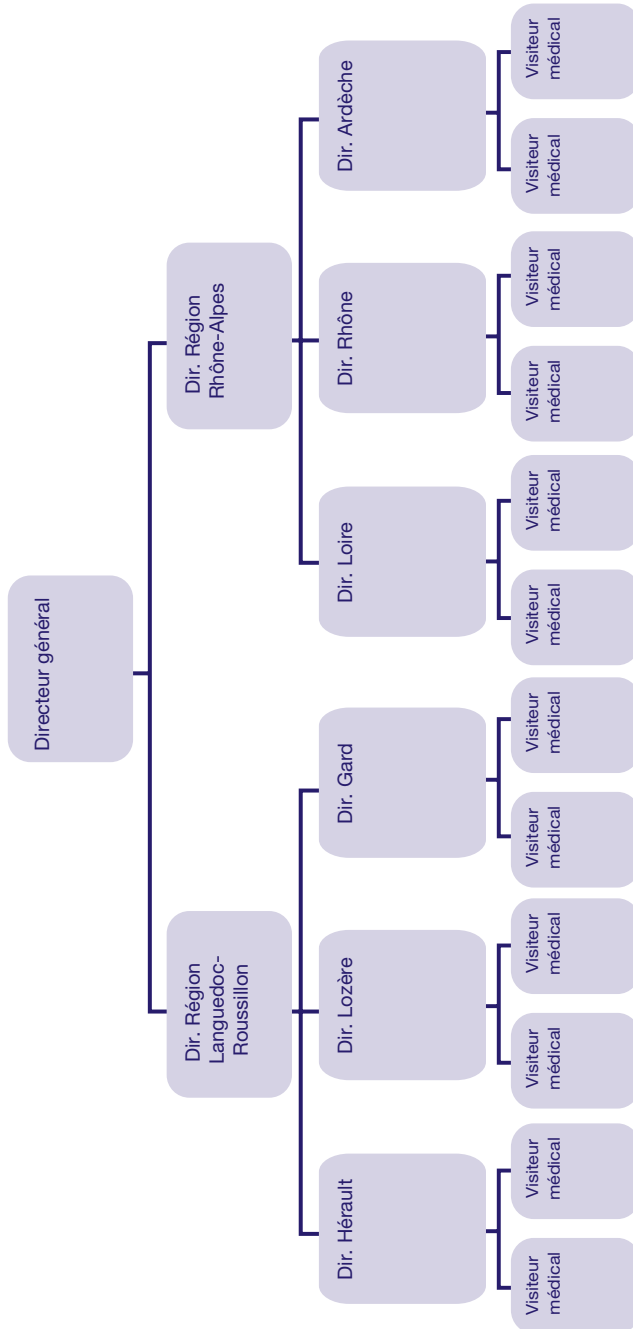 Directeur général
Dir. Région
Languedoc-
Roussillon
Dir. Région
Rhône-Alpes
Dir. Hérault
Dir. Lozère
Dir. Gard
Dir. Loire
Dir. Rhône
Dir. Ardèche
Visiteur
médical
Visiteur
médical
Visiteur
médical
Visiteur
médical
Visiteur
médical
Visiteur
médical
Visiteur
médical
Visiteur
médical
Visiteur
médical
Visiteur
médical
Visiteur
médical
Visiteur
médical